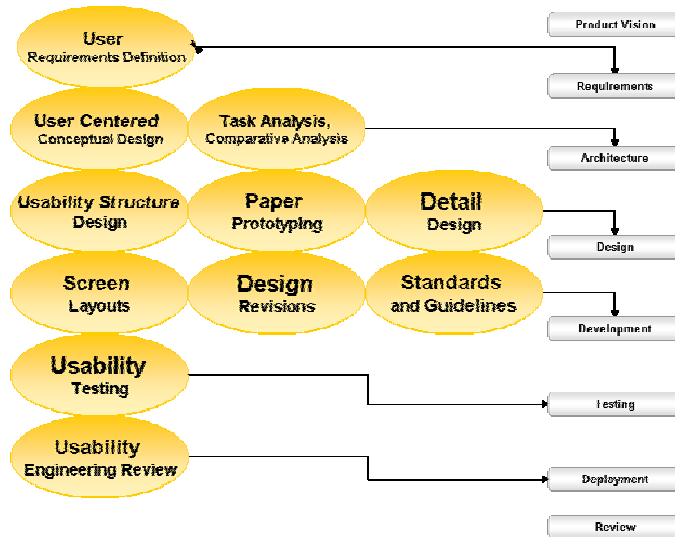 User
Requirements Definition
Product Vision
Requirements
User Centered
Conceptual Design
Task Analysis,
Comparative Analysis
Architecture
Usability Structure
Design
Paper
Prototyping
Detail
Design
Design
Screen
Layouts
Design
Revisions
Standards
and Guidelines
Development
Usability
Testing
Testing
Usability
Engineering Review
Deployment
Review